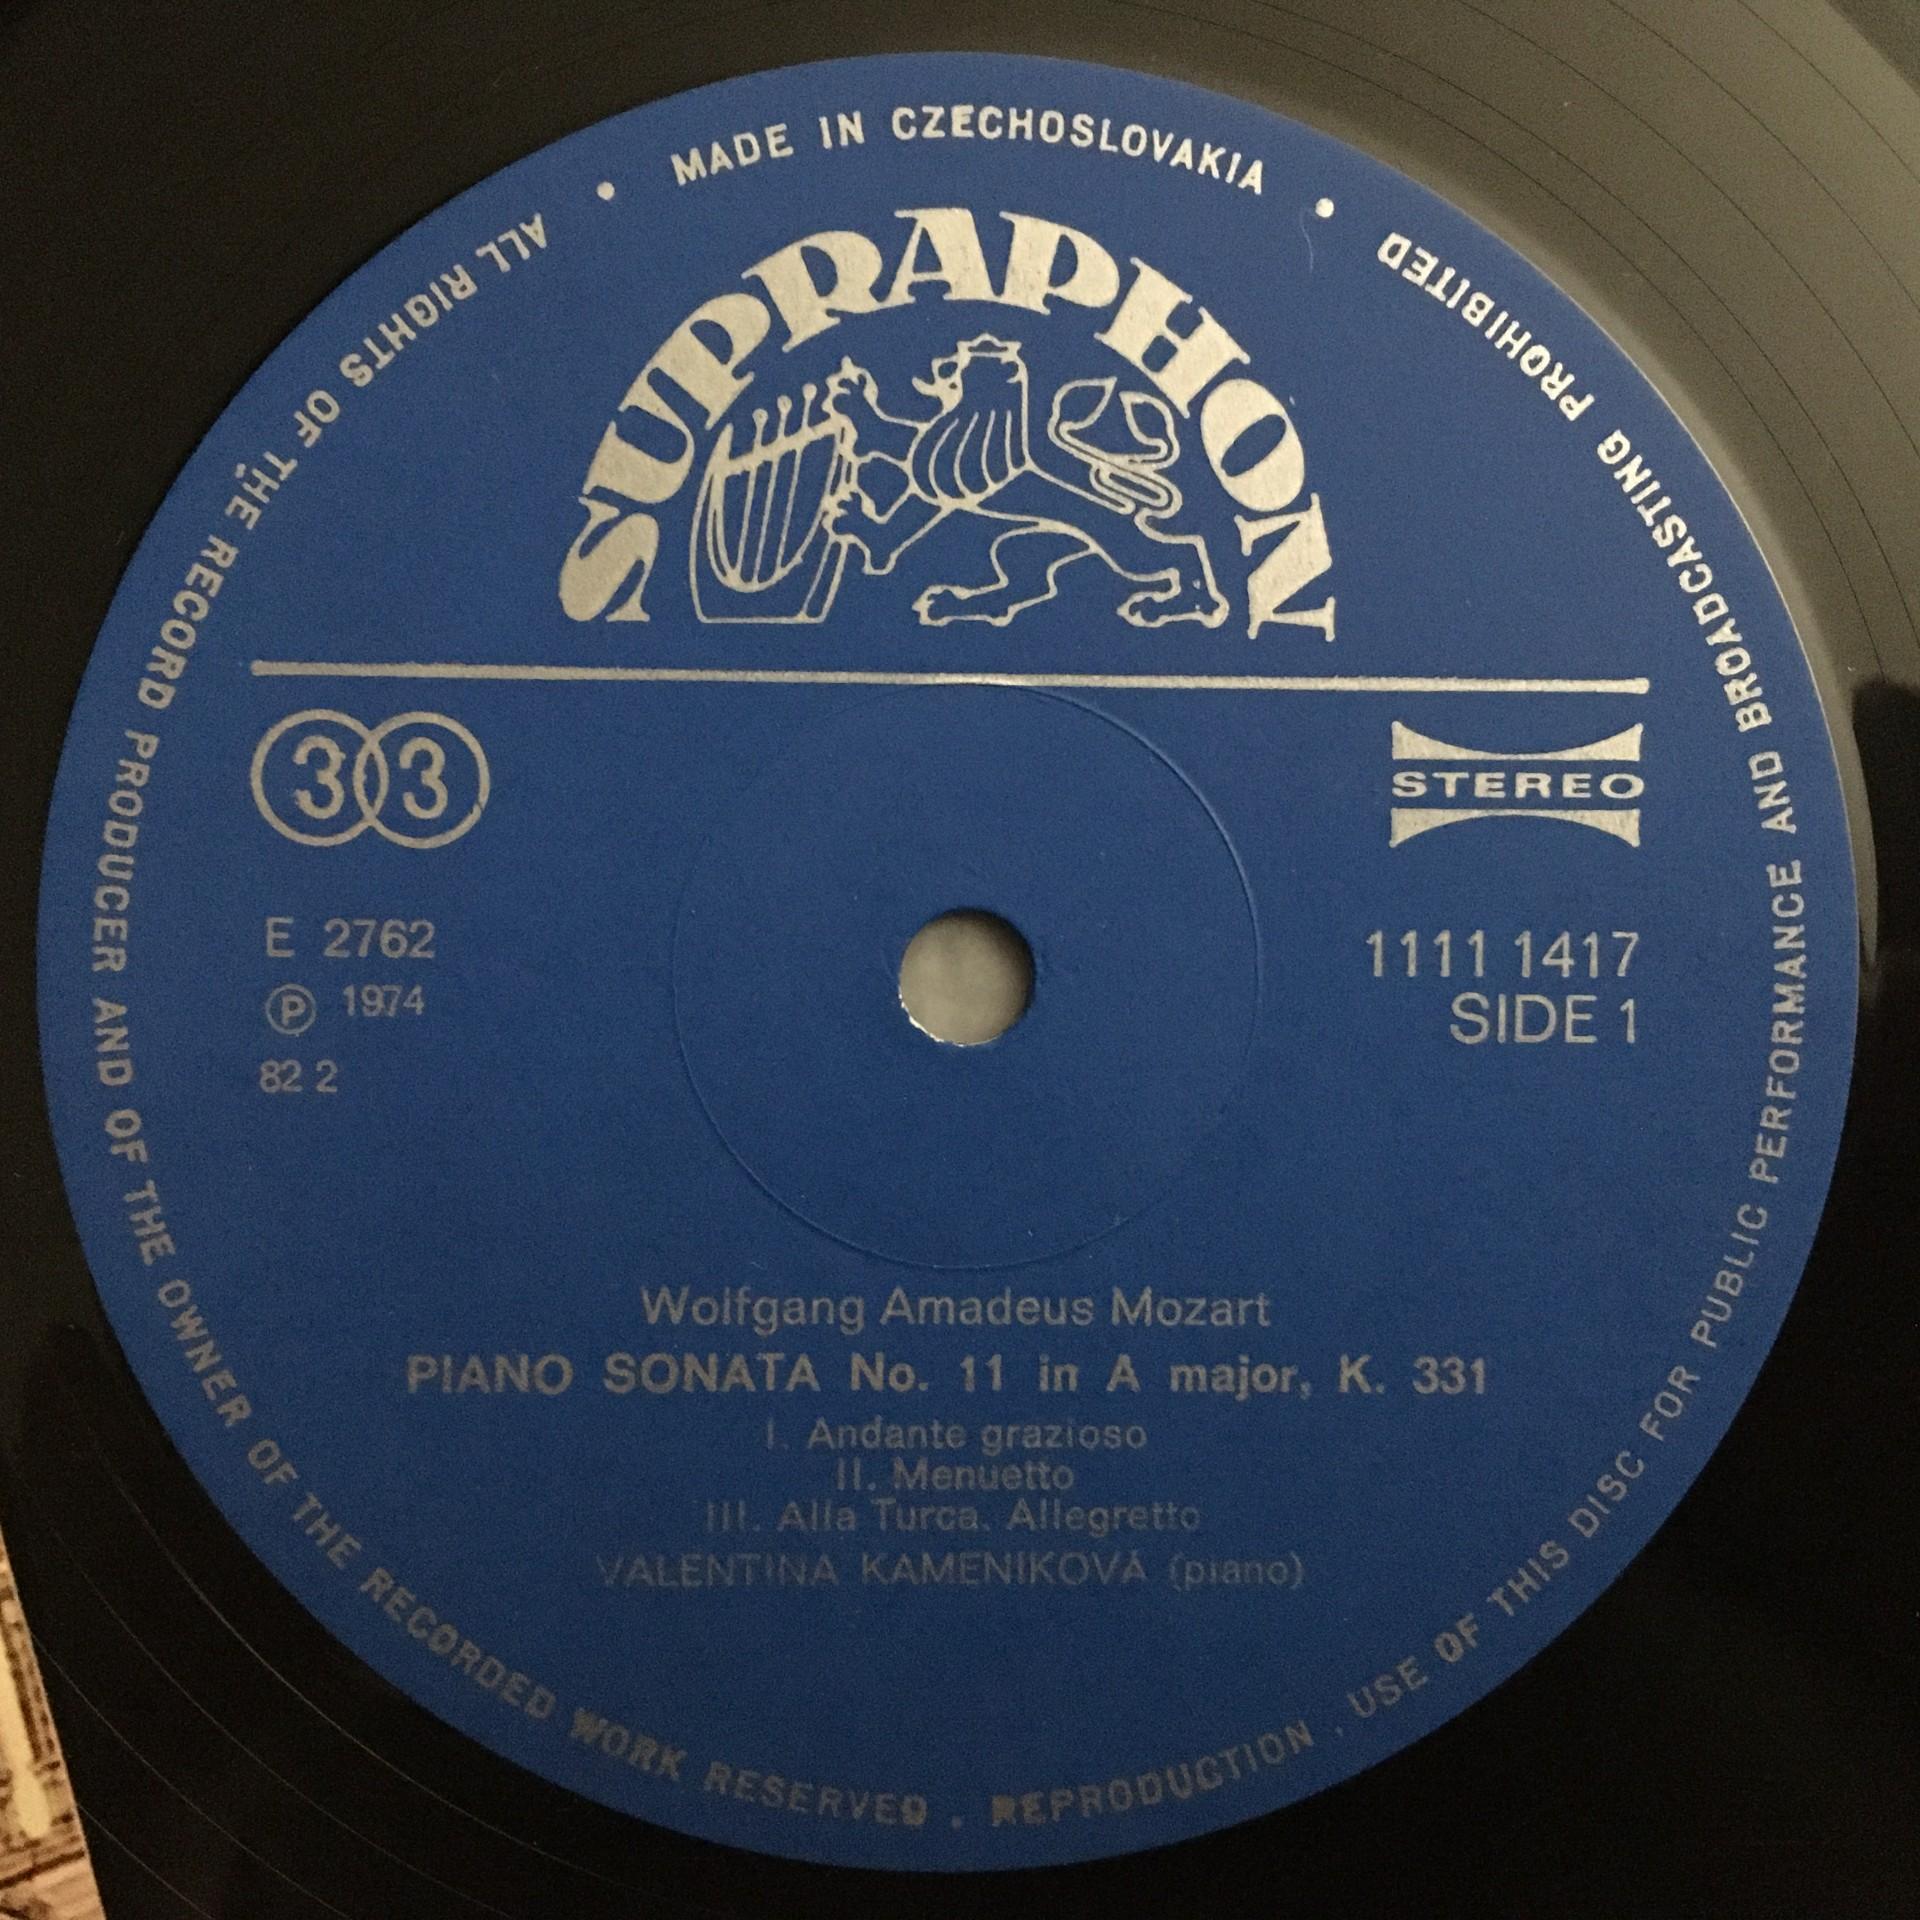 MADE IN CZECHOSLOVAKIA
SUPRAPHON
33
STEREO
E 2762
Ⓟ 1974
82 2
1111 1417
SIDE 1
Wolfgang Amadeus Mozart
PIANO SONATA No. 11 in A major, K. 331
I. Andante grazioso
II. Menuetto
III. Alla Turca. Allegretto
VALENTINA KAMENIKOVÁ (piano)
ALL RIGHTS OF THE RECORD PRODUCER AND OF THE OWNER OF THE RECORDED WORK RESERVED . REPRODUCTION , USE OF THIS DISC FOR PUBLIC PERFORMANCE AND BROADCASTING PROHIBITED